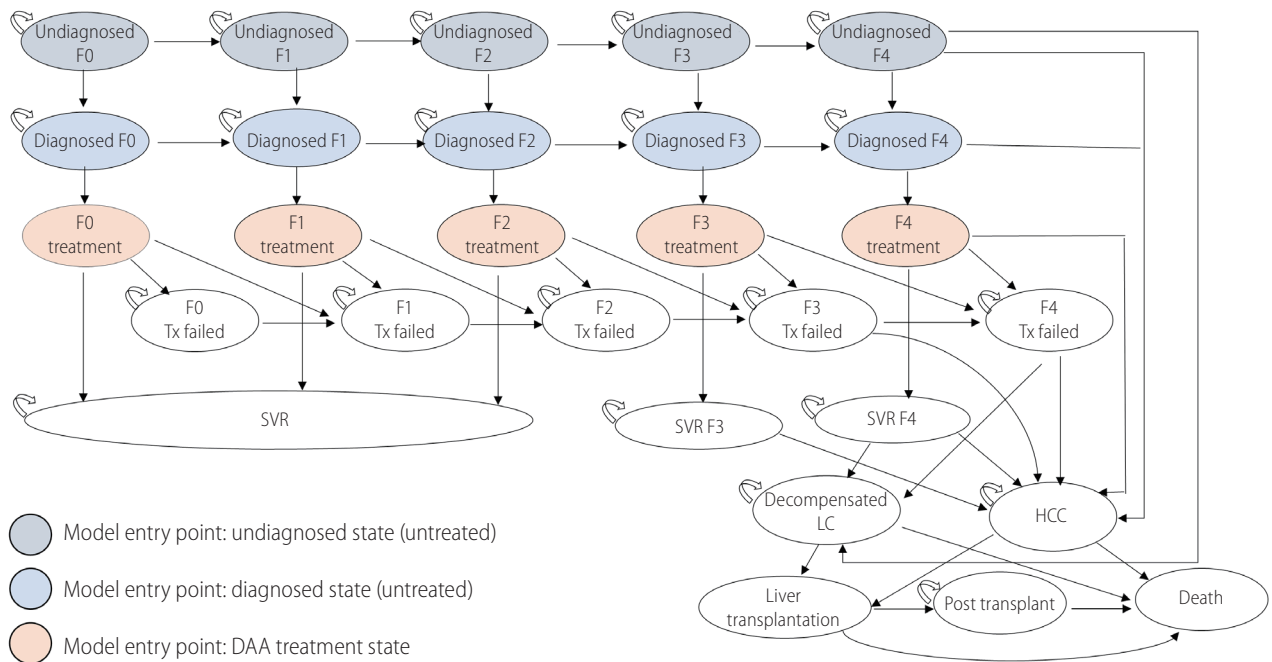 Undiagnosed
F0
Undiagnosed
F1
Undiagnosed
F2
Undiagnosed
F3
Undiagnosed
F4
Diagnosed F0
Diagnosed F1
Diagnosed F2
Diagnosed F3
Diagnosed F4
F0
treatment
F1
treatment
F2
treatment
F3
treatment
F4
treatment
F0
Tx failed
F1
Tx failed
F2
Tx failed
F3
Tx failed
F4
Tx failed
SVR
SVR F3
SVR F4
Decompensated
LC
HCC
Liver
transplantation
Post transplant
Death
Model entry point: undiagnosed state (untreated)
Model entry point: diagnosed state (untreated)
Model entry point: DAA treatment state